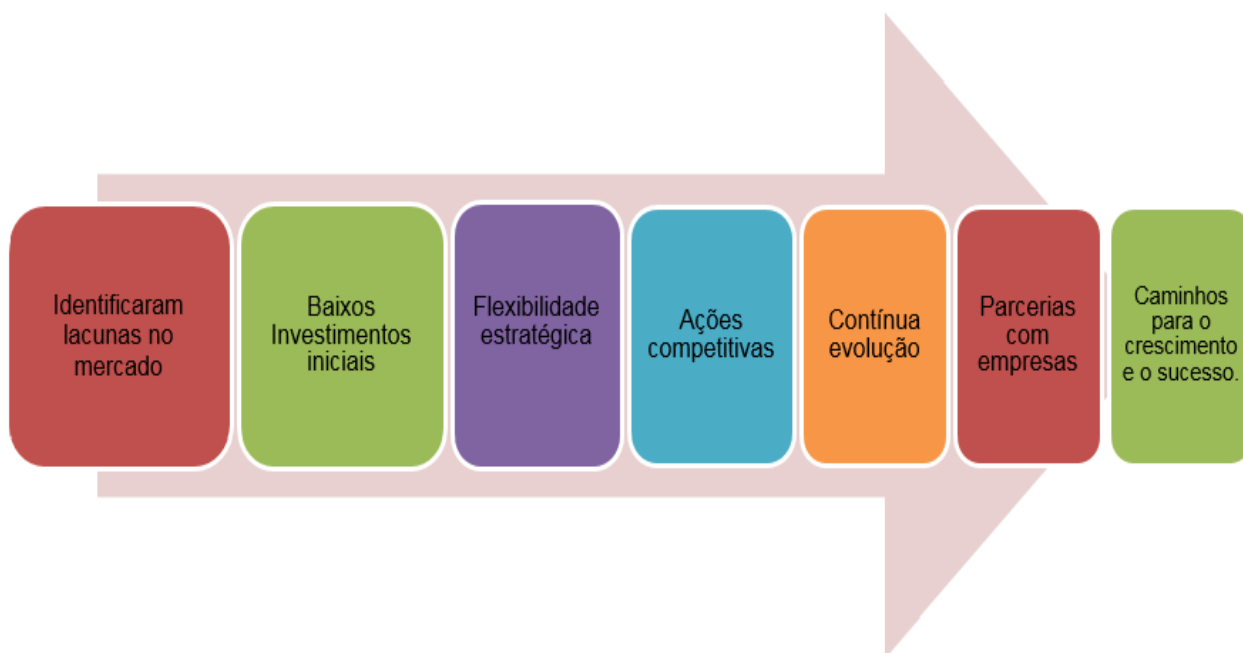 Identificaram
lacunas no
mercado
Baixos
Investimentos
iniciais
Flexibilidade
estratégica
Ações
competitivas
Contínua
evolução
Parcerias
com
empresas
Caminhos
para o
crescimento
e o sucesso.